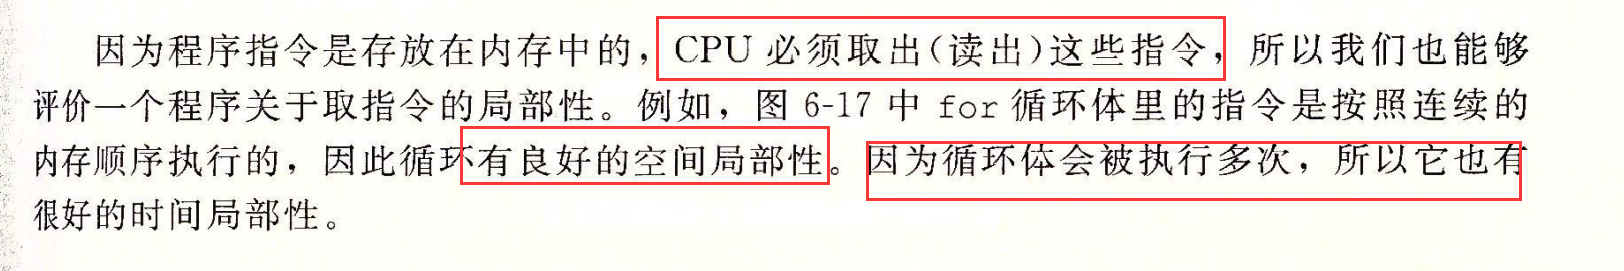 因为程序指令是存放在内存中的，CPU 必须取出(读出)这些指令，所以我们也能够
评价一个程序关于取指令的局部性。例如，图 6-17 中 for 循环体里的指令是按照连续的
内存顺序执行的，因此循环有良好的空间局部性。因为循环体会被执行多次，所以它也有
很好的时间局部性。